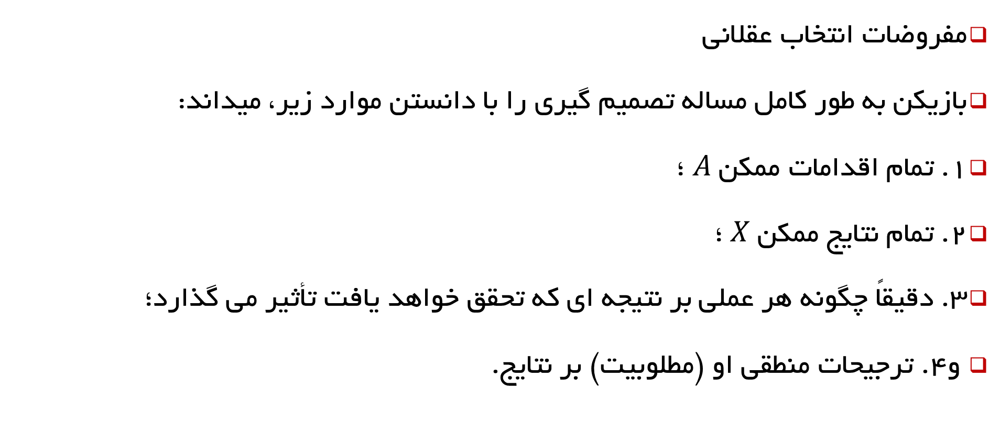 ❑مفروضات انتخاب عقلانی
❑بازیکن به طور کامل مساله تصمیم گیری را با دانستن موارد زیر، میداند:
❑ ۱. تمام اقدامات ممکن A ؛
❑ ۲. تمام نتایج ممکن X ؛
❑۳. دقیقاً چگونه هر عملی بر نتیجه ای که تحقق خواهد یافت تأثیر می گذارد؛
❑ و۴. ترجیحات منطقی او (مطلوبیت) بر نتایج.